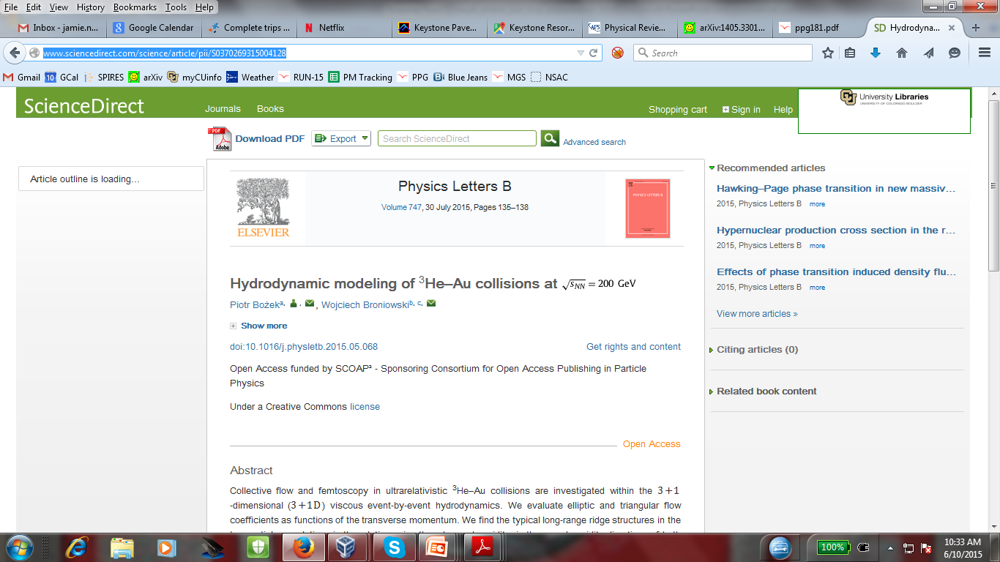 File Edit View History Bookmarks Tools Help
Inbox - jamie.n... Google Calendar Complete trips ... Netflix Keystone Pave... Keystone Resor... Physical Revie... arXiv:1405.3301... ppg181.pdf SD Hydrodyna...
www.sciencedirect.com/science/article/pii/S0370269315004128 Search
Gmail 10 GCal SPIRES arXiv myCUinfo Weather RUN-15 PM Tracking PPG Blue Jeans MGS NSAC
ScienceDirect Journals Books Shopping cart Sign in Help University Libraries
UNIVERSITY OF COLORADO BOULDER
PDF Adobe Download PDF Export Search ScienceDirect Advanced search
Article outline is loading...
ELSEVIER
Physics Letters B
Volume 747, 30 July 2015, Pages 135–138
PHYSICS LETTERS B
Hydrodynamic modeling of ³He–Au collisions at √sNN = 200 GeV
Piotr Bożekᵃ, , Wojciech Broniowskiᵇ, ᶜ,
Show more
doi:10.1016/j.physletb.2015.05.068 Get rights and content
Open Access funded by SCOAP³ - Sponsoring Consortium for Open Access Publishing in Particle
Physics
Under a Creative Commons license
Open Access
Abstract
Collective flow and femtoscopy in ultrarelativistic ³He–Au collisions are investigated within the 3+1
-dimensional (3+1D) viscous event-by-event hydrodynamics. We evaluate elliptic and triangular flow
coefficients as functions of the transverse momentum. We find the typical long-range ridge structures in the
Recommended articles
Hawking–Page phase transition in new massiv...
2015, Physics Letters B more
Hypernuclear production cross section in the r...
2015, Physics Letters B more
Effects of phase transition induced density flu...
2015, Physics Letters B more
View more articles »
Citing articles (0)
Related book content
100% 10:33 AM
6/10/2015